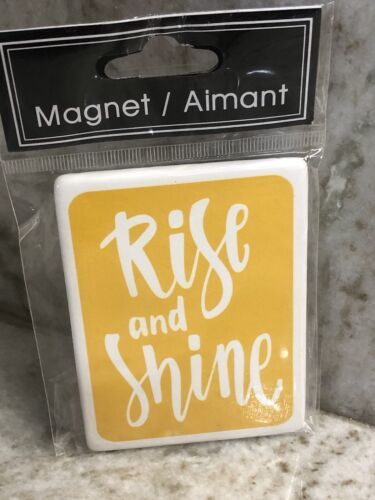 Magnet / Aimant
Rise
and
Shine